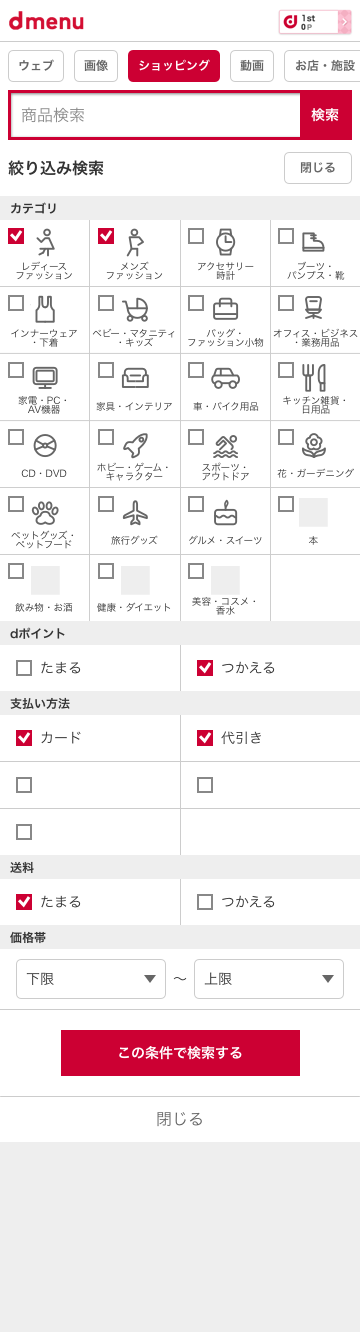 dmenu
1st
0P
ウェブ
画像
ショッピング
動画
お店・施設
商品検索
検索
絞り込み検索
閉じる
カテゴリ
レディース
ファッション
メンズ
ファッション
アクセサリー
時計
ブーツ・
パンプス・靴
インナーウェア
・下着
ベビー・マタニティ
・キッズ
バッグ・
ファッション小物
オフィス・ビジネス
・業務用品
家電・PC・
AV機器
家具・インテリア
車・バイク用品
キッチン雑貨・
日用品
CD・DVD
ホビー・ゲーム・
キャラクター
スポーツ・
アウトドア
花・ガーデニング
ペットグッズ・
ペットフード
旅行グッズ
グルメ・スイーツ
本
飲み物・お酒
健康・ダイエット
美容・コスメ・
香水
dポイント
たまる
つかえる
支払い方法
カード
代引き
送料
たまる
つかえる
価格帯
下限
〜
上限
この条件で検索する
閉じる